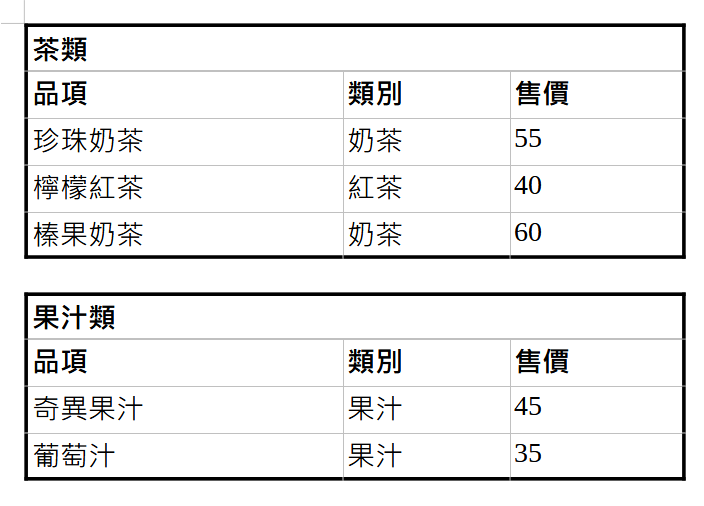 茶類
品項 類別 售價
珍珠奶茶 奶茶 55
檸檬紅茶 紅茶 40
榛果奶茶 奶茶 60
果汁類
品項 類別 售價
奇異果汁 果汁 45
葡萄汁 果汁 35